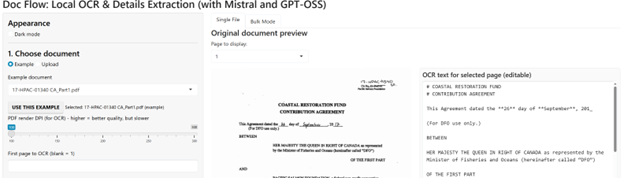 Doc Flow: Local OCR & Details Extraction (with Mistral and GPT-OSS)
Appearance
Dark mode
1. Choose document
Example Upload
Example document
17-HPAC-01340 CA_Part1.pdf
USE THIS EXAMPLE Selected: 17-HPAC-01340 CA_Part1.pdf (example)
PDF render DPI (for OCR) - higher = better quality, but slower
First page to OCR (blank = 1)
Single File Bulk Mode
Original document preview
Page to display:
1
COASTAL RESTORATION FUND
CONTRIBUTION AGREEMENT
This Agreement dated the 26 day of September, 20
(For DFO use only.)
BETWEEN
HER MAJESTY THE QUEEN IN RIGHT OF CANADA as represented
by the Minister of Fisheries and Oceans (hereinafter called "DFO")
OF THE FIRST PART
AND
OCR text for selected page (editable)
# COASTAL RESTORATION FUND
# CONTRIBUTION AGREEMENT
This Agreement dated the **26** day of **September**, 201_
(For DFO use only.)
BETWEEN
HER MAJESTY THE QUEEN IN RIGHT OF CANADA as represented by the
Minister of Fisheries and Oceans (hereinafter called "DFO")
OF THE FIRST PART